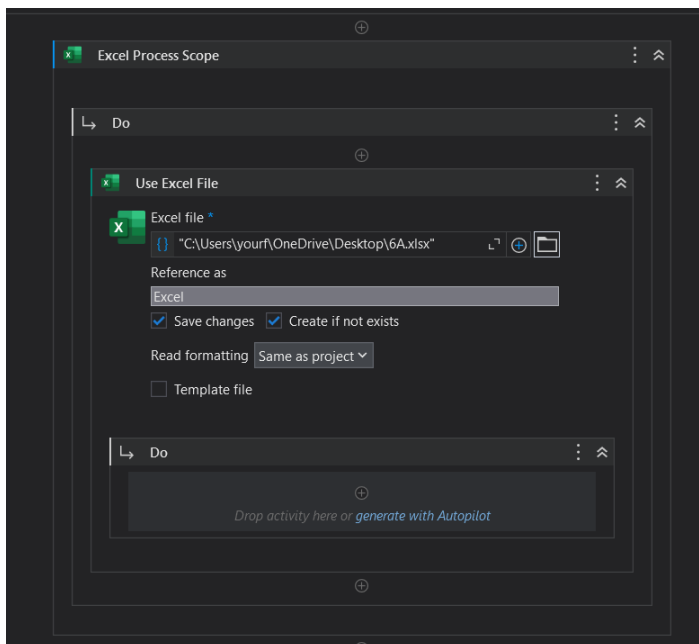 Excel Process Scope
Do
Use Excel File
Excel file *
"C:\Users\yourf\OneDrive\Desktop\6A.xlsx"
Reference as
Excel
Save changes Create if not exists
Read formatting Same as project
Template file
Do
Drop activity here or generate with Autopilot